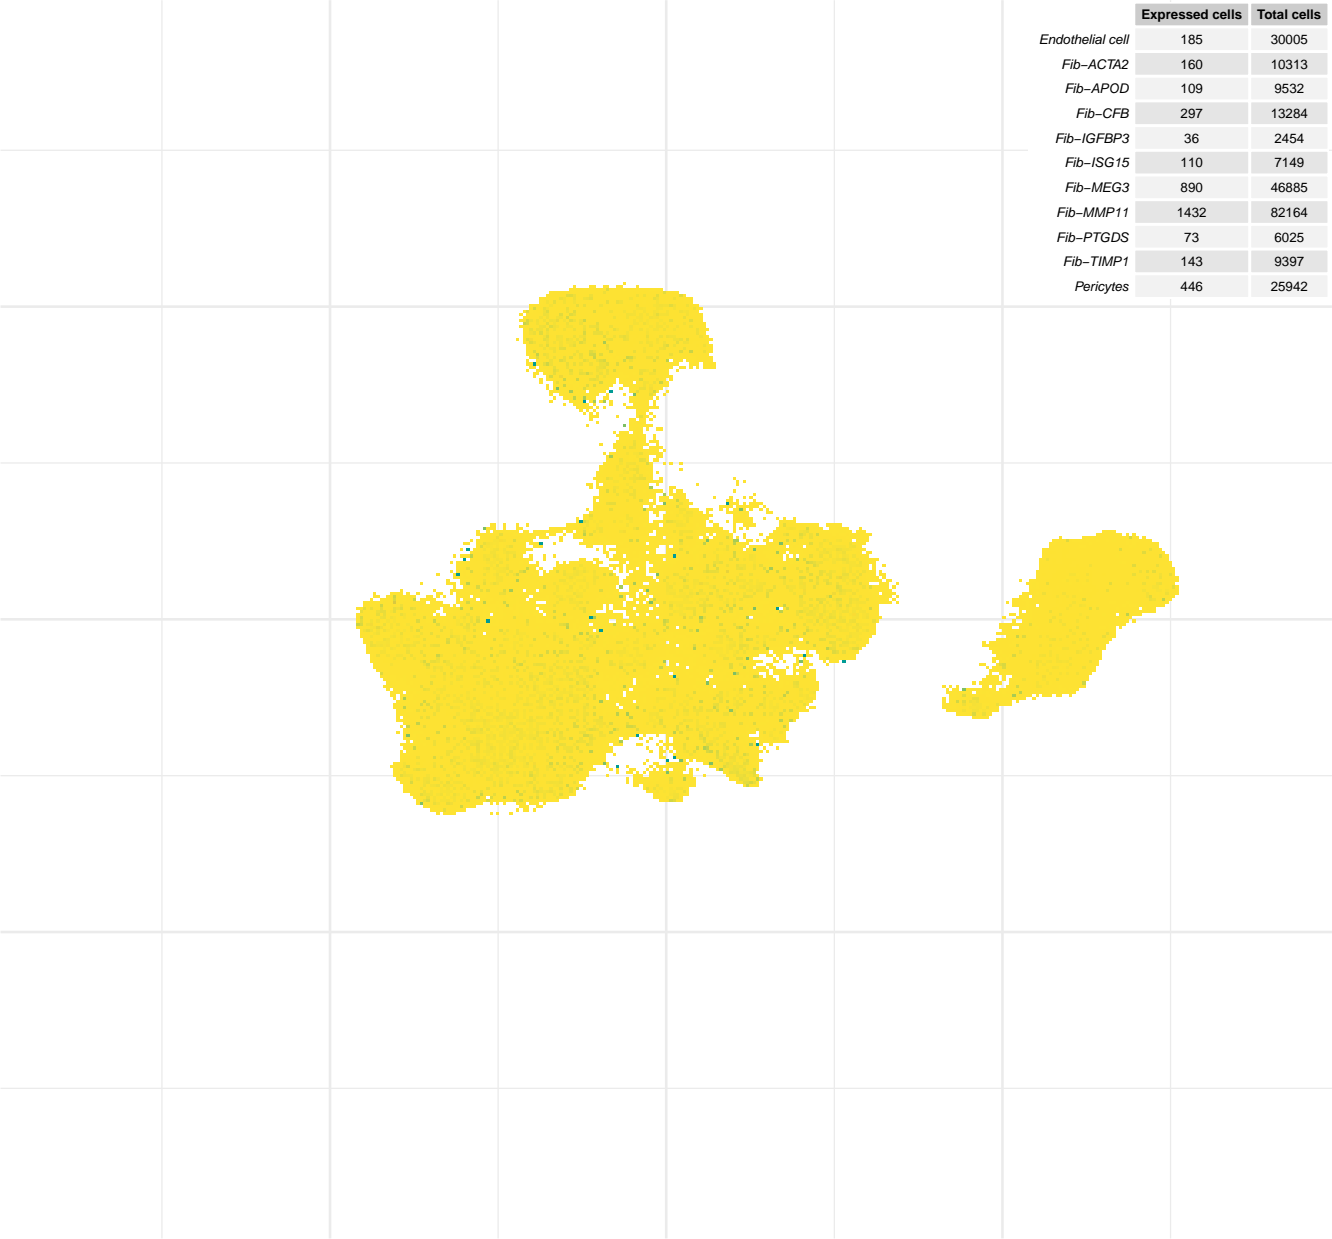 Expressed cells Total cells
Endothelial cell 185 30005
Fib−ACTA2 160 10313
Fib−APOD 109 9532
Fib−CFB 297 13284
Fib−IGFBP3 36 2454
Fib−ISG15 110 7149
Fib−MEG3 890 46885
Fib−MMP11 1432 82164
Fib−PTGDS 73 6025
Fib−TIMP1 143 9397
Pericytes 446 25942